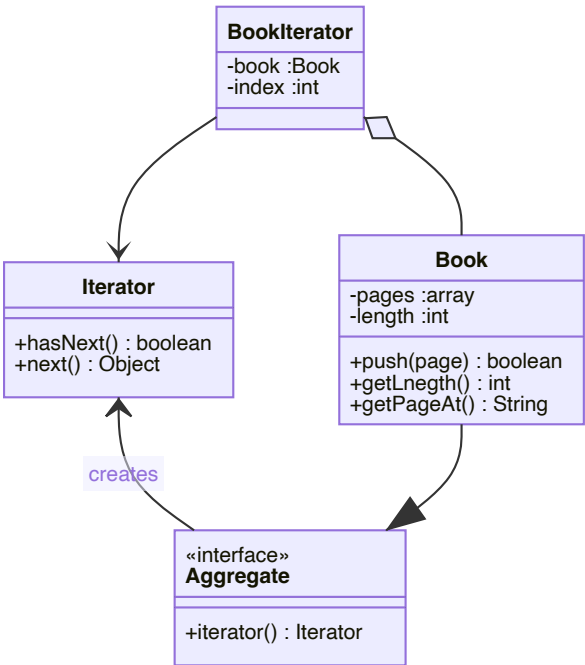 BookIterator
-book :Book
-index :int
Iterator
+hasNext() : boolean
+next() : Object
Book
-pages :array
-length :int
+push(page) : boolean
+getLnegth() : int
+getPageAt() : String
creates
«interface»
Aggregate
+iterator() : Iterator